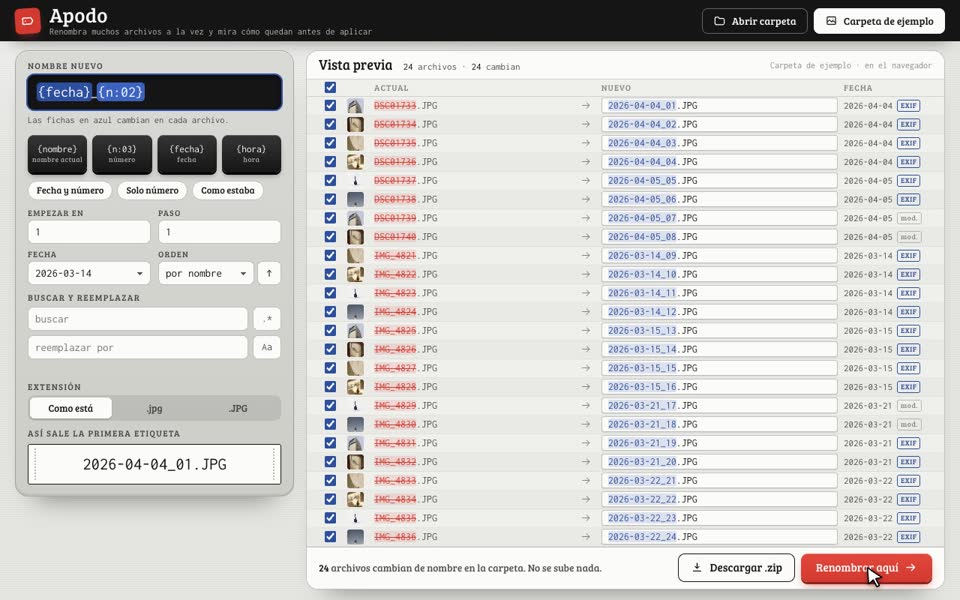 Apodo
Renombra muchos archivos a la vez y mira cómo quedan antes de aplicar
Abrir carpeta
Carpeta de ejemplo
NOMBRE NUEVO
{fecha}_{n:02}
Las fichas en azul cambian en cada archivo.
{nombre} {n:03} {fecha} {hora}
nombre actual número fecha hora
Fecha y número Solo número Como estaba
EMPEZAR EN PASO
1 1
FECHA ORDEN
2026-03-14 por nombre ↑
BUSCAR Y REEMPLAZAR
buscar .*
reemplazar por Aa
EXTENSIÓN
Como está .jpg .JPG
ASÍ SALE LA PRIMERA ETIQUETA
2026-04-04_01.JPG
Vista previa 24 archivos · 24 cambian Carpeta de ejemplo · en el navegador
ACTUAL NUEVO FECHA
DSC01733.JPG → 2026-04-04_01.JPG 2026-04-04 EXIF
DSC01734.JPG → 2026-04-04_02.JPG 2026-04-04 EXIF
DSC01735.JPG → 2026-04-04_03.JPG 2026-04-04 EXIF
DSC01736.JPG → 2026-04-04_04.JPG 2026-04-04 EXIF
DSC01737.JPG → 2026-04-05_05.JPG 2026-04-05 EXIF
DSC01738.JPG → 2026-04-05_06.JPG 2026-04-05 EXIF
DSC01739.JPG → 2026-04-05_07.JPG 2026-04-05 mod.
DSC01740.JPG → 2026-04-05_08.JPG 2026-04-05 mod.
IMG_4821.JPG → 2026-03-14_09.JPG 2026-03-14 EXIF
IMG_4822.JPG → 2026-03-14_10.JPG 2026-03-14 EXIF
IMG_4823.JPG → 2026-03-14_11.JPG 2026-03-14 EXIF
IMG_4824.JPG → 2026-03-14_12.JPG 2026-03-14 EXIF
IMG_4825.JPG → 2026-03-15_13.JPG 2026-03-15 EXIF
IMG_4826.JPG → 2026-03-15_14.JPG 2026-03-15 EXIF
IMG_4827.JPG → 2026-03-15_15.JPG 2026-03-15 EXIF
IMG_4828.JPG → 2026-03-15_16.JPG 2026-03-15 EXIF
IMG_4829.JPG → 2026-03-21_17.JPG 2026-03-21 mod.
IMG_4830.JPG → 2026-03-21_18.JPG 2026-03-21 mod.
IMG_4831.JPG → 2026-03-21_19.JPG 2026-03-21 EXIF
IMG_4832.JPG → 2026-03-21_20.JPG 2026-03-21 EXIF
IMG_4833.JPG → 2026-03-22_21.JPG 2026-03-22 EXIF
IMG_4834.JPG → 2026-03-22_22.JPG 2026-03-22 EXIF
IMG_4835.JPG → 2026-03-22_23.JPG 2026-03-22 EXIF
IMG_4836.JPG → 2026-03-22_24.JPG 2026-03-22 EXIF
24 archivos cambian de nombre en la carpeta. No se sube nada.
Descargar .zip
Renombrar aquí →